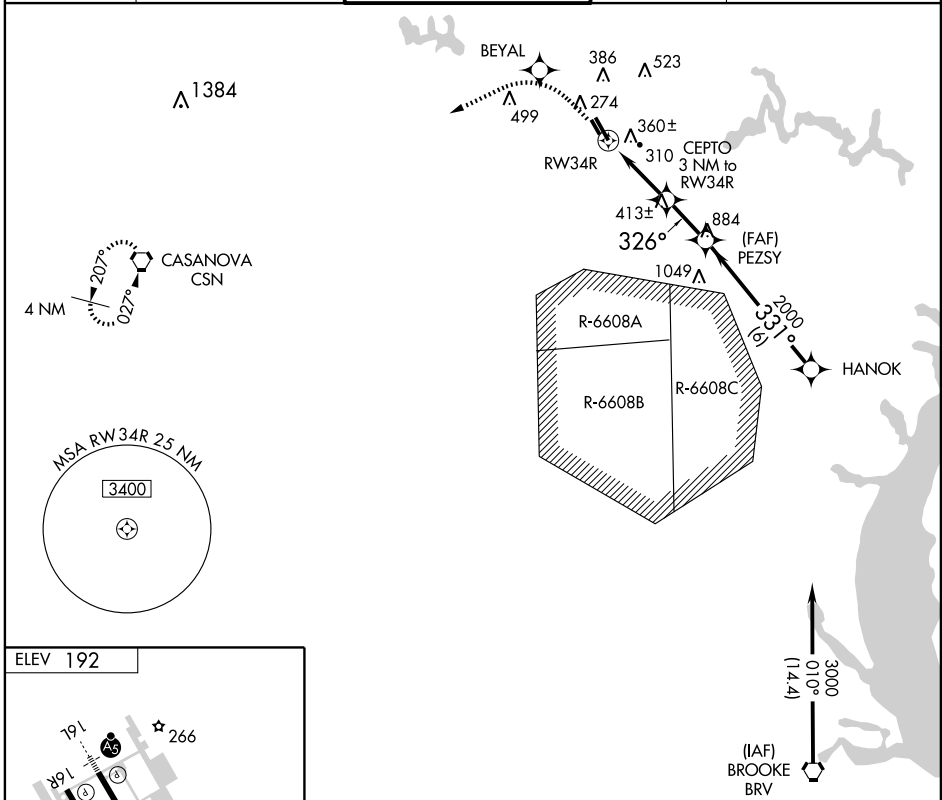 BEYAL
386
523
1384
499
274
360±
310
CEPTO
3 NM to
RW34R
RW34R
413±
326°
884
(FAF)
PEZSY
1049
CASANOVA
CSN
207°
027°
4 NM
2000
331°
(6)
HANOK
R-6608A
R-6608B
R-6608C
MSA RW34R 25 NM
3400
3000
010°
(14.4)
(IAF)
BROOKE
BRV
ELEV 192
16L
A5
266
16R
P
P